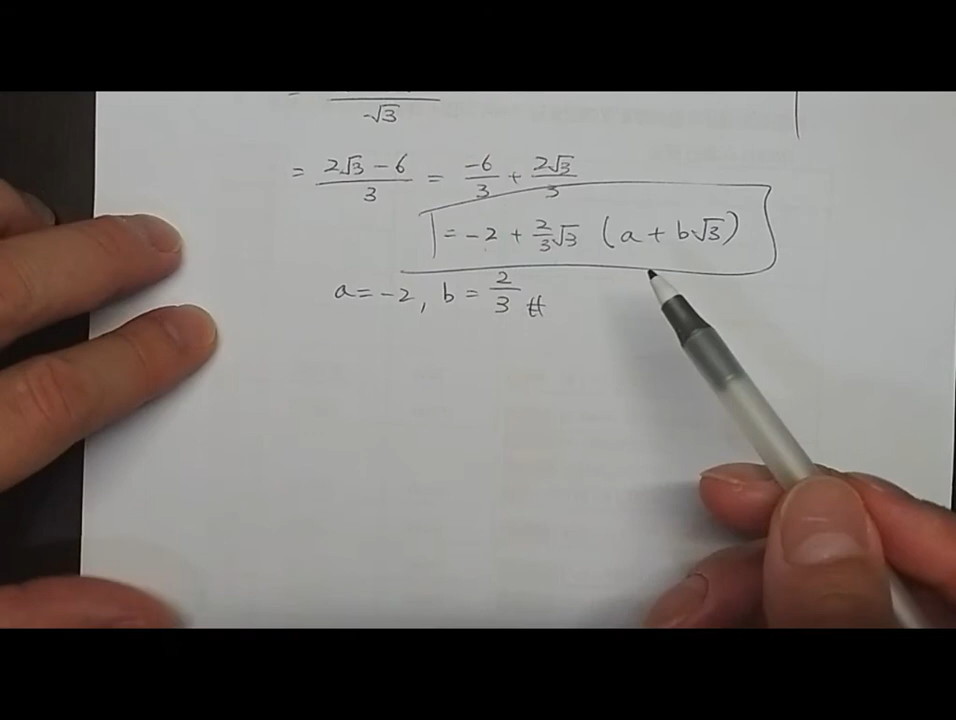 = ―/√3
= (2√3 - 6)/3 = -6/3 + 2√3/3
= -2 + 2/3 √3 (a + b√3)
a = -2, b = 2/3 #